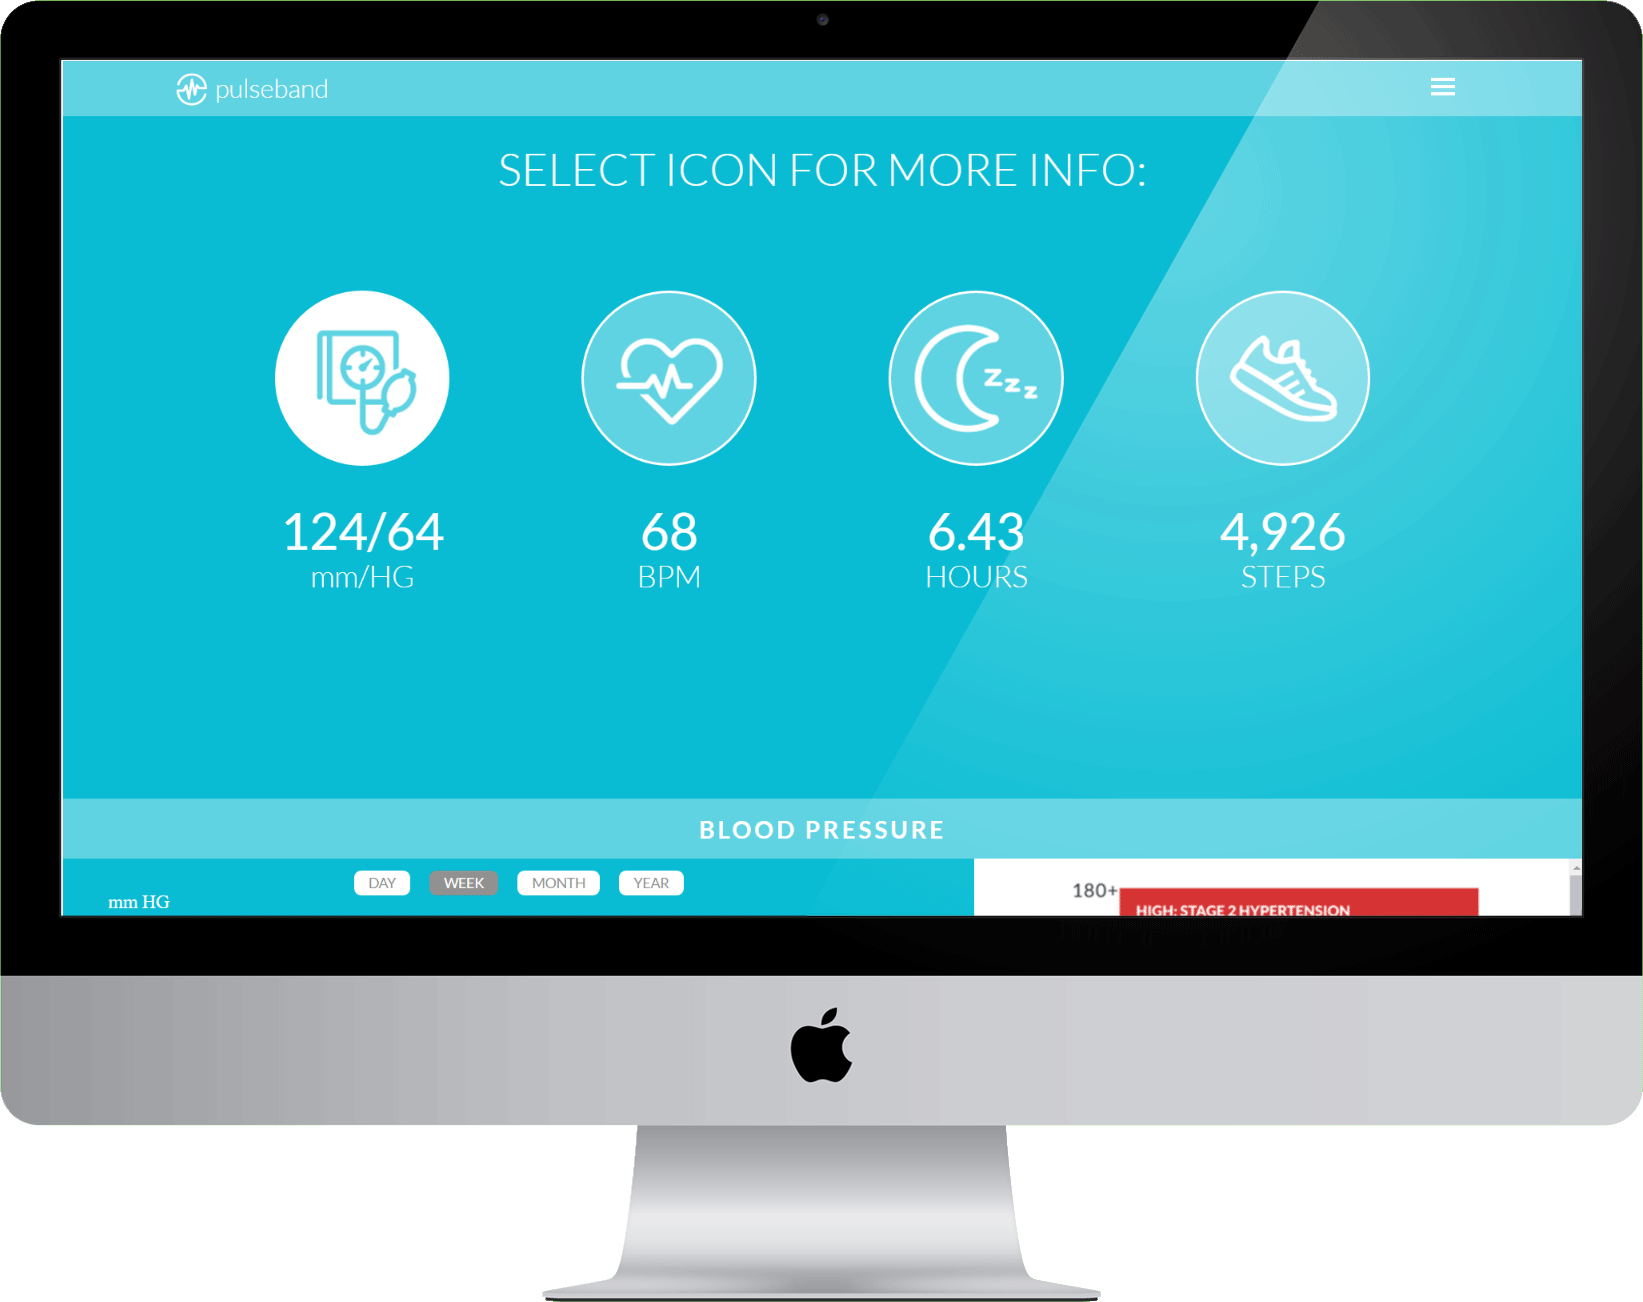 pulseband
SELECT ICON FOR MORE INFO:
z z z
124/64 68 6.43 4,926
mm/HG BPM HOURS STEPS
BLOOD PRESSURE
DAY WEEK MONTH YEAR
mm HG
180+
HIGH: STAGE 2 HYPERTENSION